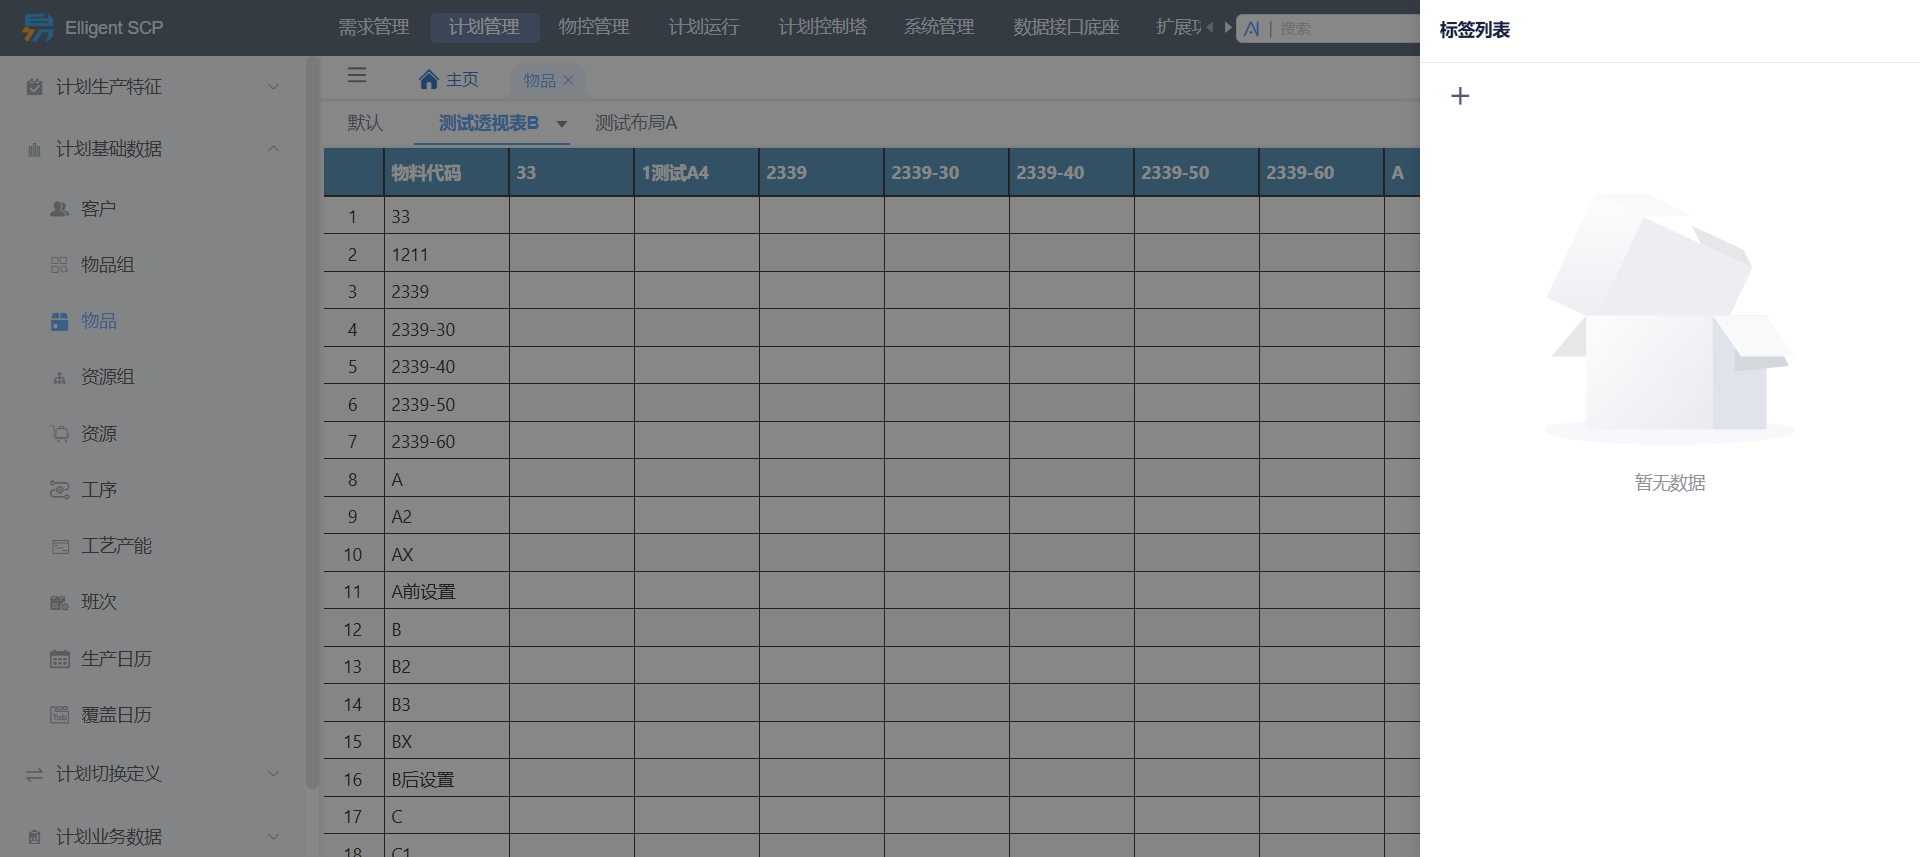 Elligent SCP
需求管理 计划管理 物控管理 计划运行 计划控制塔 系统管理 数据接口底座 扩展功 AI | 搜索
标签列表
主页 物品
默认 测试透视表B 测试布局A
计划生产特征
计划基础数据
客户
物品组
物品
资源组
资源
工序
工艺产能
班次
生产日历
Tab 覆盖日历
计划切换定义
计划业务数据
物料代码 33 1测试A4 2339 2339-30 2339-40 2339-50 2339-60 A
1 33
2 1211
3 2339
4 2339-30
5 2339-40
6 2339-50
7 2339-60
8 A
9 A2
10 AX
11 A前设置
12 B
13 B2
14 B3
15 BX
16 B后设置
17 C
18 C1
暂无数据